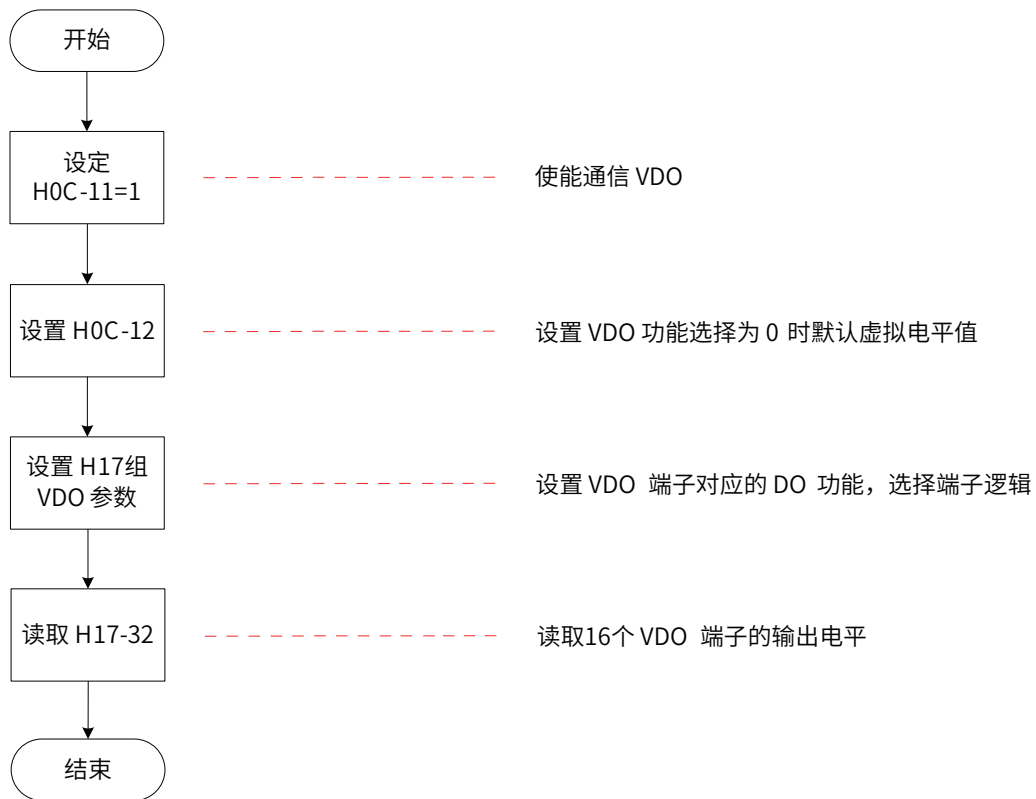 开始
设定
H0C-11=1
使能通信 VDO
设置 H0C-12
设置 VDO 功能选择为 0 时默认虚拟电平值
设置 H17组
VDO 参数
设置 VDO 端子对应的 DO 功能，选择端子逻辑
读取 H17-32
读取16个 VDO 端子的输出电平
结束